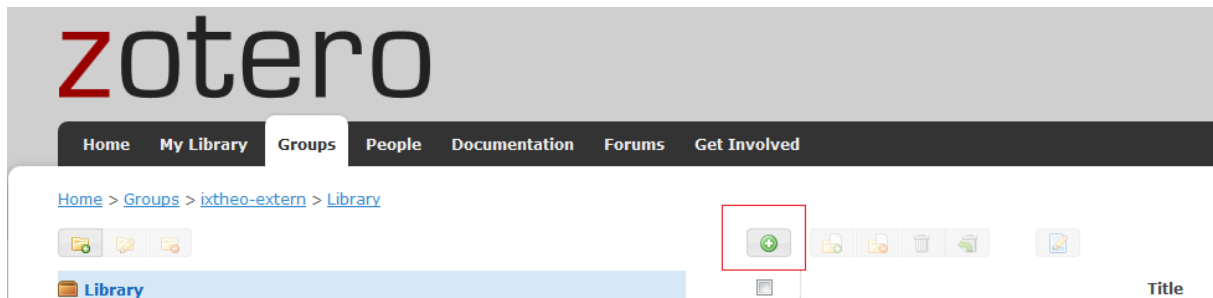 zotero
Home My Library Groups People Documentation Forums Get Involved
Home > Groups > ixtheo-extern > Library
Library
Title